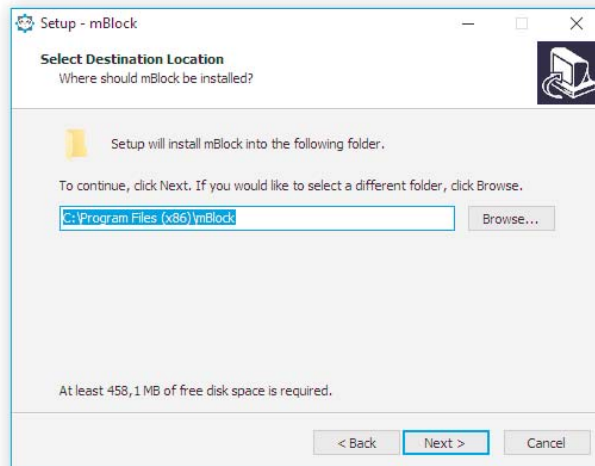 Setup - mBlock
Select Destination Location
Where should mBlock be installed?
Setup will install mBlock into the following folder.
To continue, click Next. If you would like to select a different folder, click Browse.
C:\Program Files (x86)\mBlock
Browse...
At least 458,1 MB of free disk space is required.
< Back
Next >
Cancel